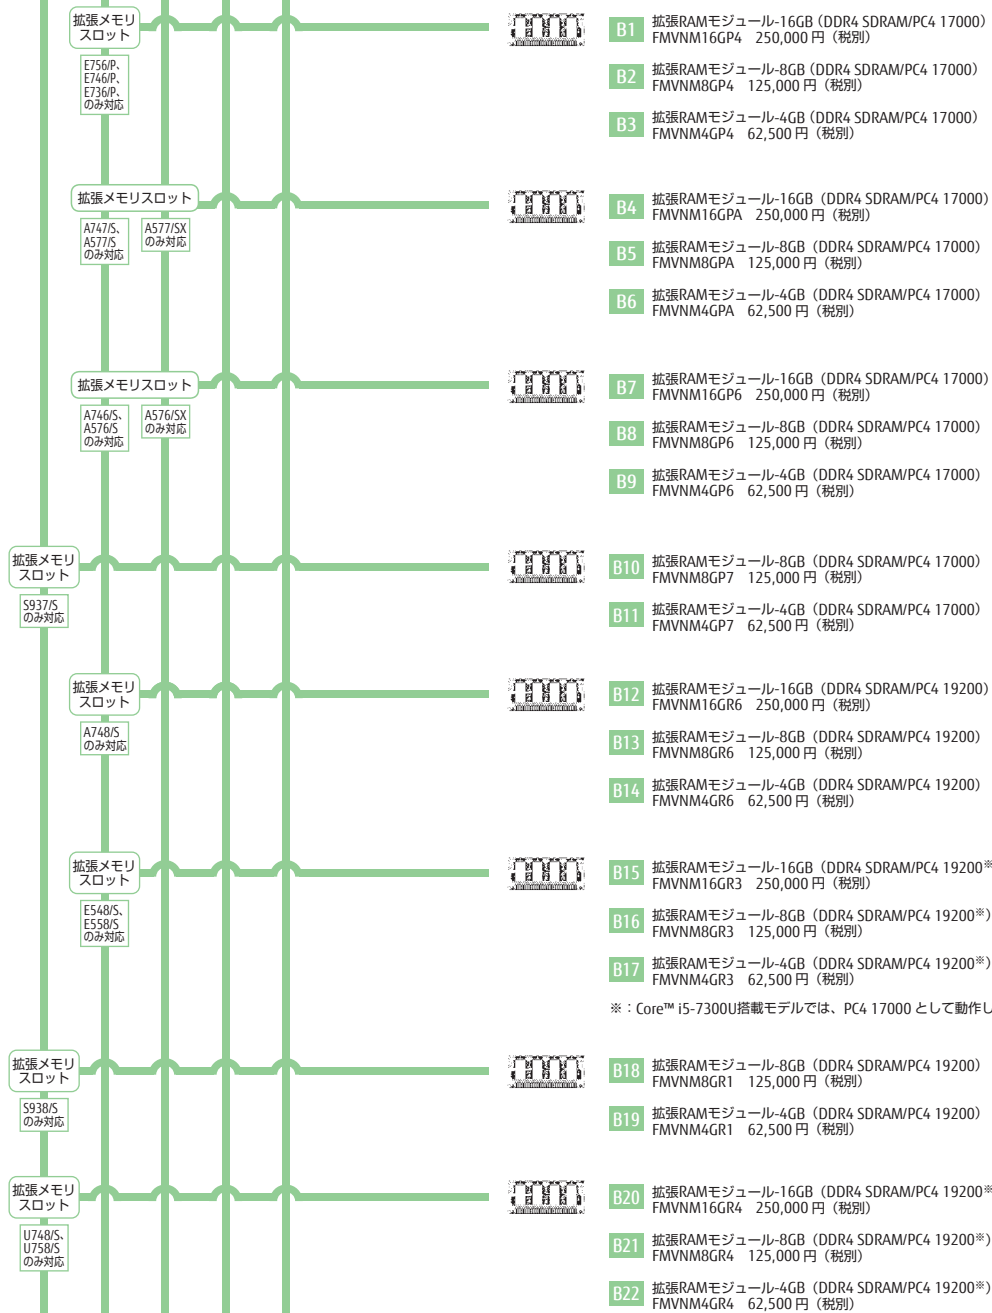 拡張メモリ
スロット
E756/P、
E746/P、
E736/P、
のみ対応
B1
拡張RAMモジュール-16GB（DDR4 SDRAM/PC4 17000）
FMVNM16GP4 250,000 円（税別）
B2
拡張RAMモジュール-8GB（DDR4 SDRAM/PC4 17000）
FMVNM8GP4 125,000 円（税別）
B3
拡張RAMモジュール-4GB（DDR4 SDRAM/PC4 17000）
FMVNM4GP4 62,500 円（税別）
拡張メモリスロット
A747/S、
A577/S
のみ対応
A577/SX
のみ対応
B4
拡張RAMモジュール-16GB（DDR4 SDRAM/PC4 17000）
FMVNM16GPA 250,000 円（税別）
B5
拡張RAMモジュール-8GB（DDR4 SDRAM/PC4 17000）
FMVNM8GPA 125,000 円（税別）
B6
拡張RAMモジュール-4GB（DDR4 SDRAM/PC4 17000）
FMVNM4GPA 62,500 円（税別）
拡張メモリスロット
A746/S、
A576/S
のみ対応
A576/SX
のみ対応
B7
拡張RAMモジュール-16GB（DDR4 SDRAM/PC4 17000）
FMVNM16GP6 250,000 円（税別）
B8
拡張RAMモジュール-8GB（DDR4 SDRAM/PC4 17000）
FMVNM8GP6 125,000 円（税別）
B9
拡張RAMモジュール-4GB（DDR4 SDRAM/PC4 17000）
FMVNM4GP6 62,500 円（税別）
拡張メモリ
スロット
S937/S
のみ対応
B10
拡張RAMモジュール-8GB（DDR4 SDRAM/PC4 17000）
FMVNM8GP7 125,000 円（税別）
B11
拡張RAMモジュール-4GB（DDR4 SDRAM/PC4 17000）
FMVNM4GP7 62,500 円（税別）
拡張メモリ
スロット
A748/S
のみ対応
B12
拡張RAMモジュール-16GB（DDR4 SDRAM/PC4 19200）
FMVNM16GR6 250,000 円（税別）
B13
拡張RAMモジュール-8GB（DDR4 SDRAM/PC4 19200）
FMVNM8GR6 125,000 円（税別）
B14
拡張RAMモジュール-4GB（DDR4 SDRAM/PC4 19200）
FMVNM4GR6 62,500 円（税別）
拡張メモリ
スロット
E548/S、
E558/S
のみ対応
B15
拡張RAMモジュール-16GB（DDR4 SDRAM/PC4 19200※
FMVNM16GR3 250,000 円（税別）
B16
拡張RAMモジュール-8GB（DDR4 SDRAM/PC4 19200※）
FMVNM8GR3 125,000 円（税別）
B17
拡張RAMモジュール-4GB（DDR4 SDRAM/PC4 19200※）
FMVNM4GR3 62,500 円（税別）
※：Core™ i5-7300U搭載モデルでは、PC4 17000 として動作し
拡張メモリ
スロット
S938/S
のみ対応
B18
拡張RAMモジュール-8GB（DDR4 SDRAM/PC4 19200）
FMVNM8GR1 125,000 円（税別）
B19
拡張RAMモジュール-4GB（DDR4 SDRAM/PC4 19200）
FMVNM4GR1 62,500 円（税別）
拡張メモリ
スロット
U748/S、
U758/S
のみ対応
B20
拡張RAMモジュール-16GB（DDR4 SDRAM/PC4 19200※
FMVNM16GR4 250,000 円（税別）
B21
拡張RAMモジュール-8GB（DDR4 SDRAM/PC4 19200※）
FMVNM8GR4 125,000 円（税別）
B22
拡張RAMモジュール-4GB（DDR4 SDRAM/PC4 19200※）
FMVNM4GR4 62,500 円（税別）